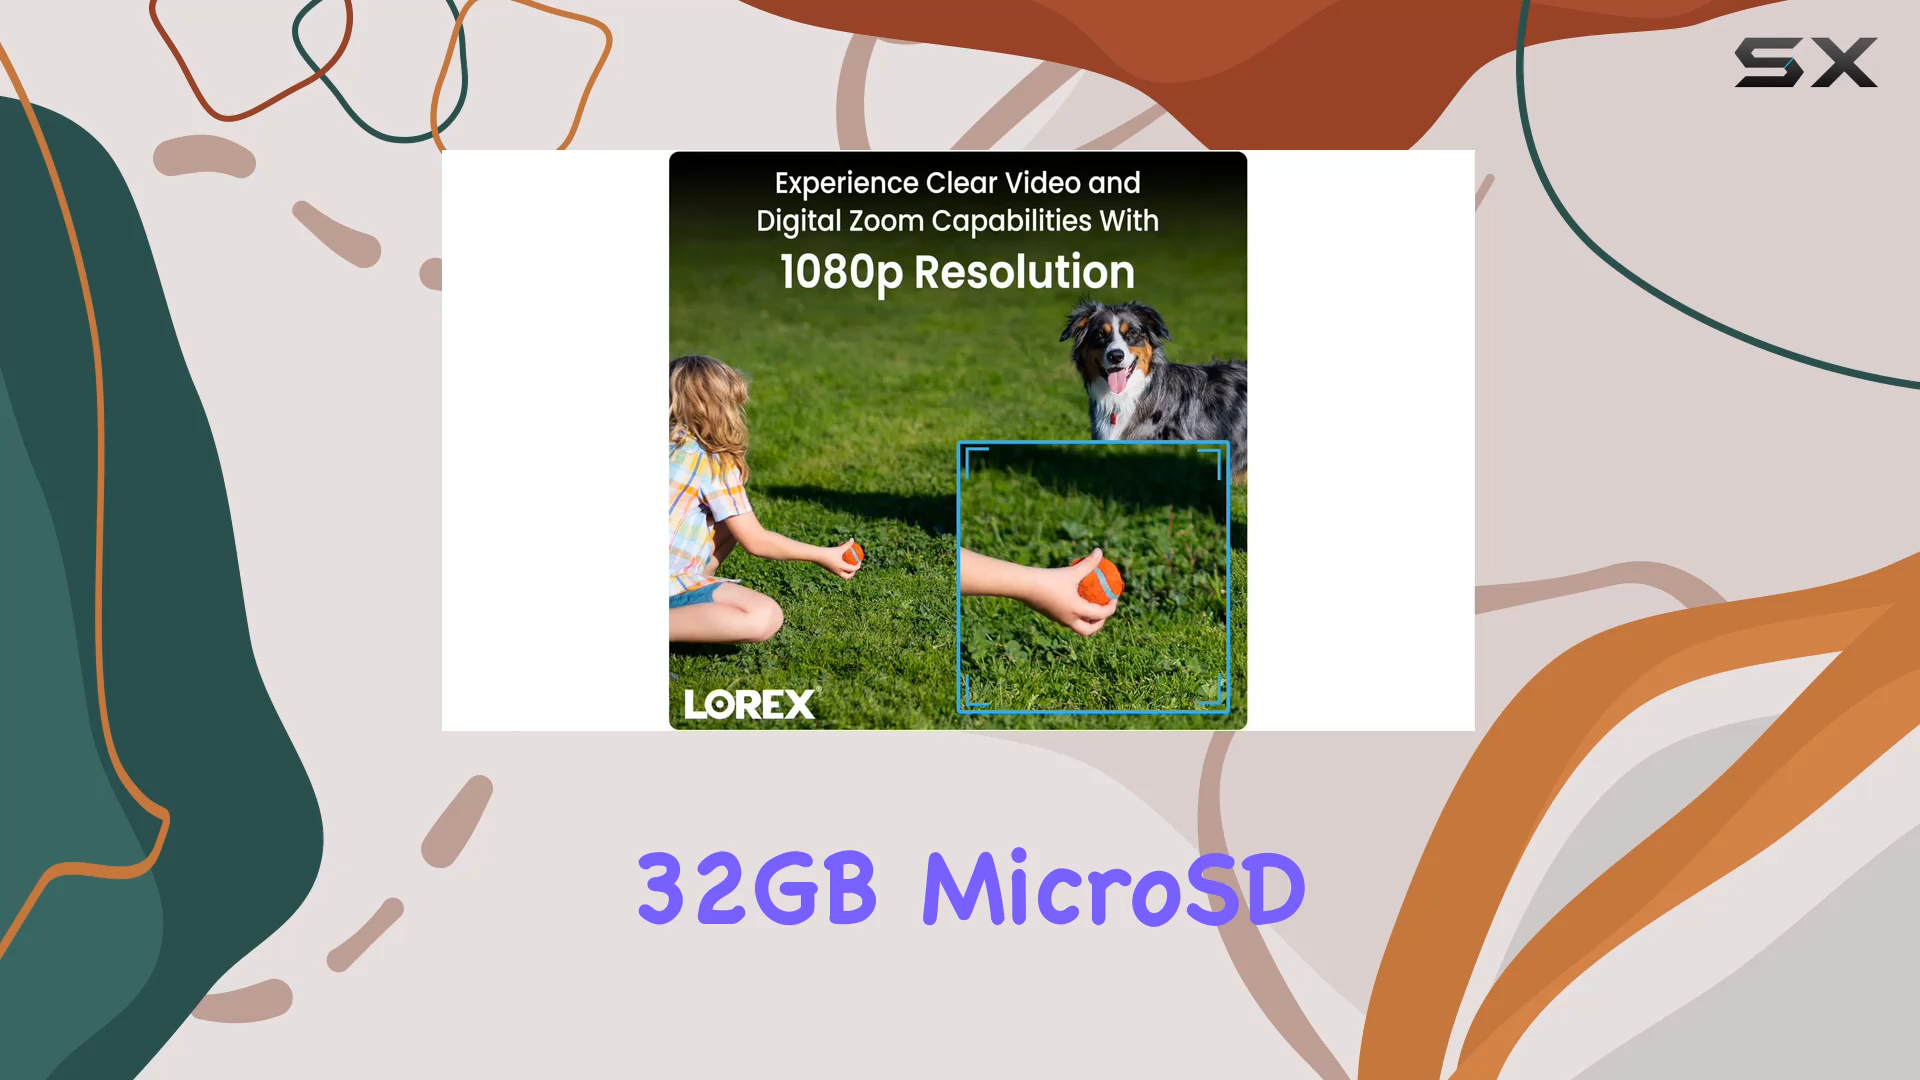 SX
Experience Clear Video and
Digital Zoom Capabilities With
1080p Resolution
LOREX
32GB MicroSD